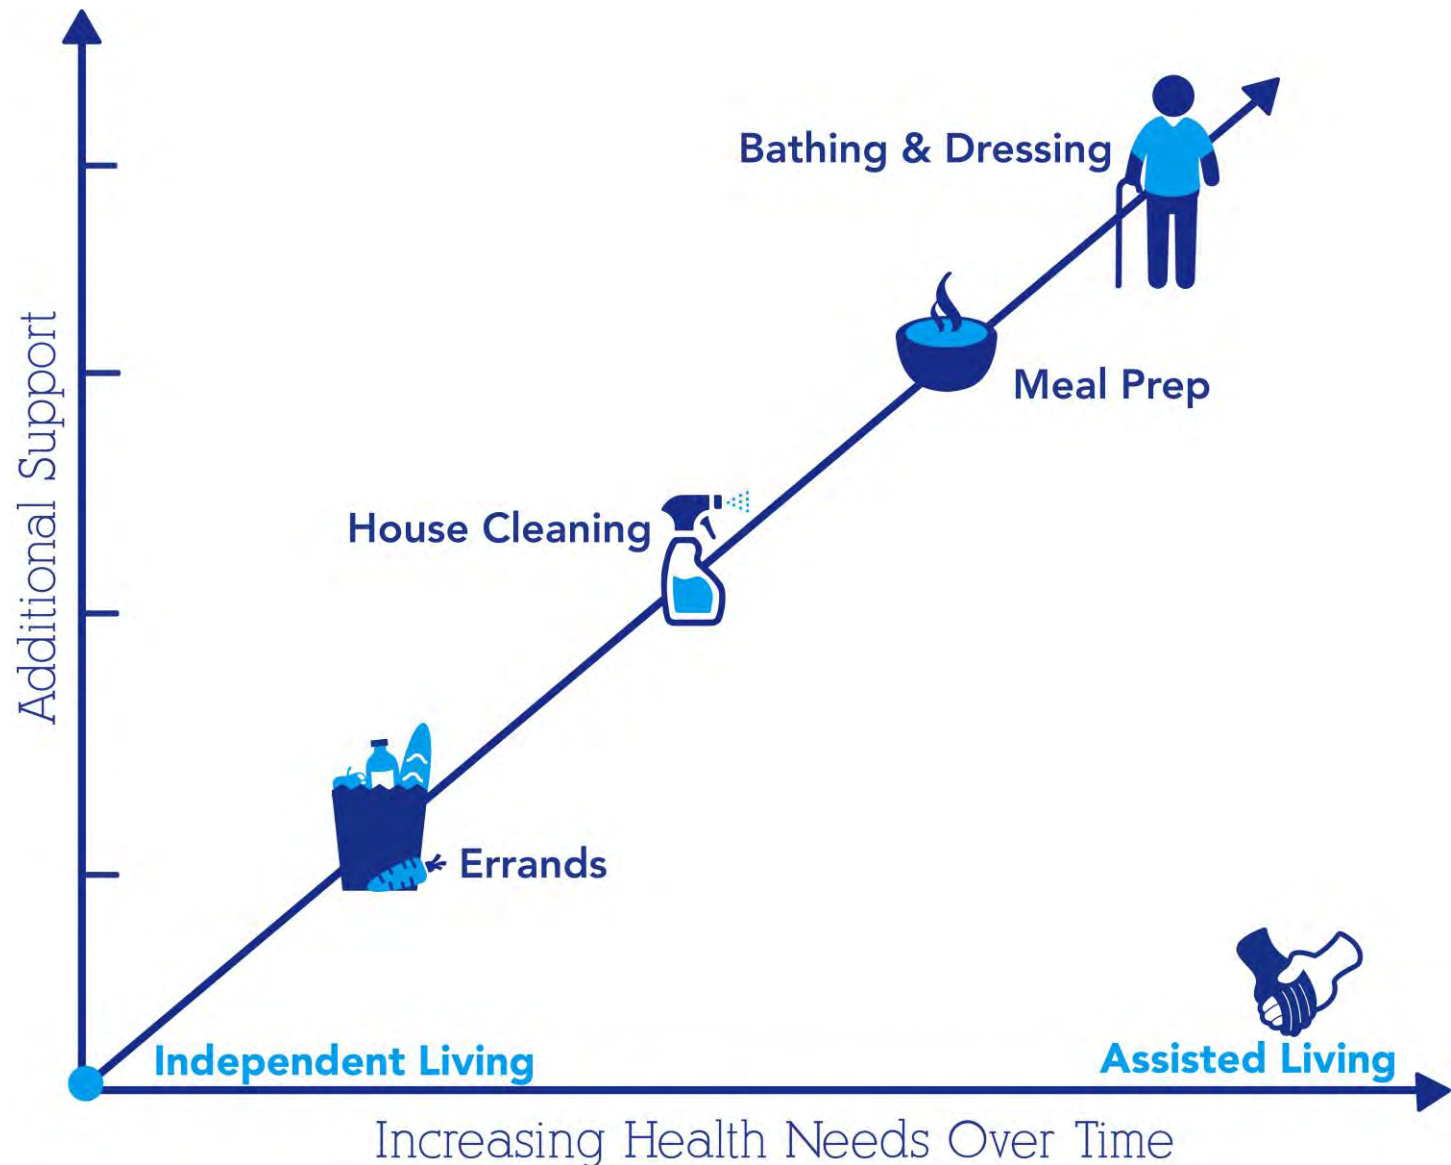 Bathing & Dressing
Meal Prep
House Cleaning
Errands
Additional Support
Independent Living
Assisted Living
Increasing Health Needs Over Time